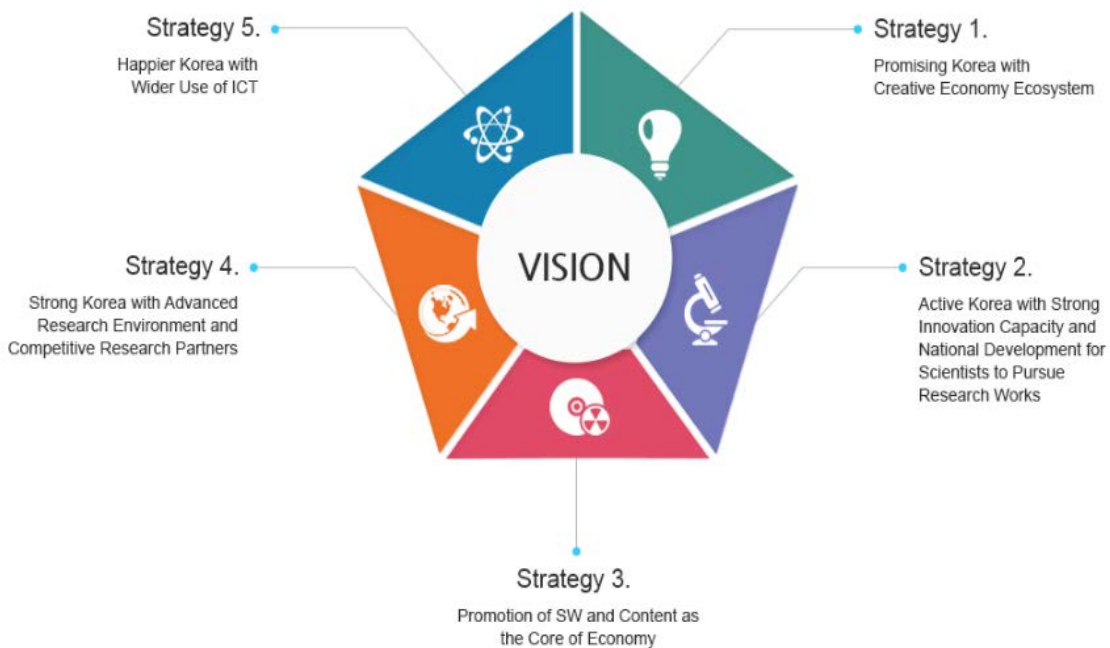 Strategy 5.
Happier Korea with
Wider Use of ICT
Strategy 1.
Promising Korea with
Creative Economy Ecosystem
VISION
Strategy 4.
Strong Korea with Advanced
Research Environment and
Competitive Research Partners
Strategy 2.
Active Korea with Strong
Innovation Capacity and
National Development for
Scientists to Pursue
Research Works
Strategy 3.
Promotion of SW and Content as
the Core of Economy